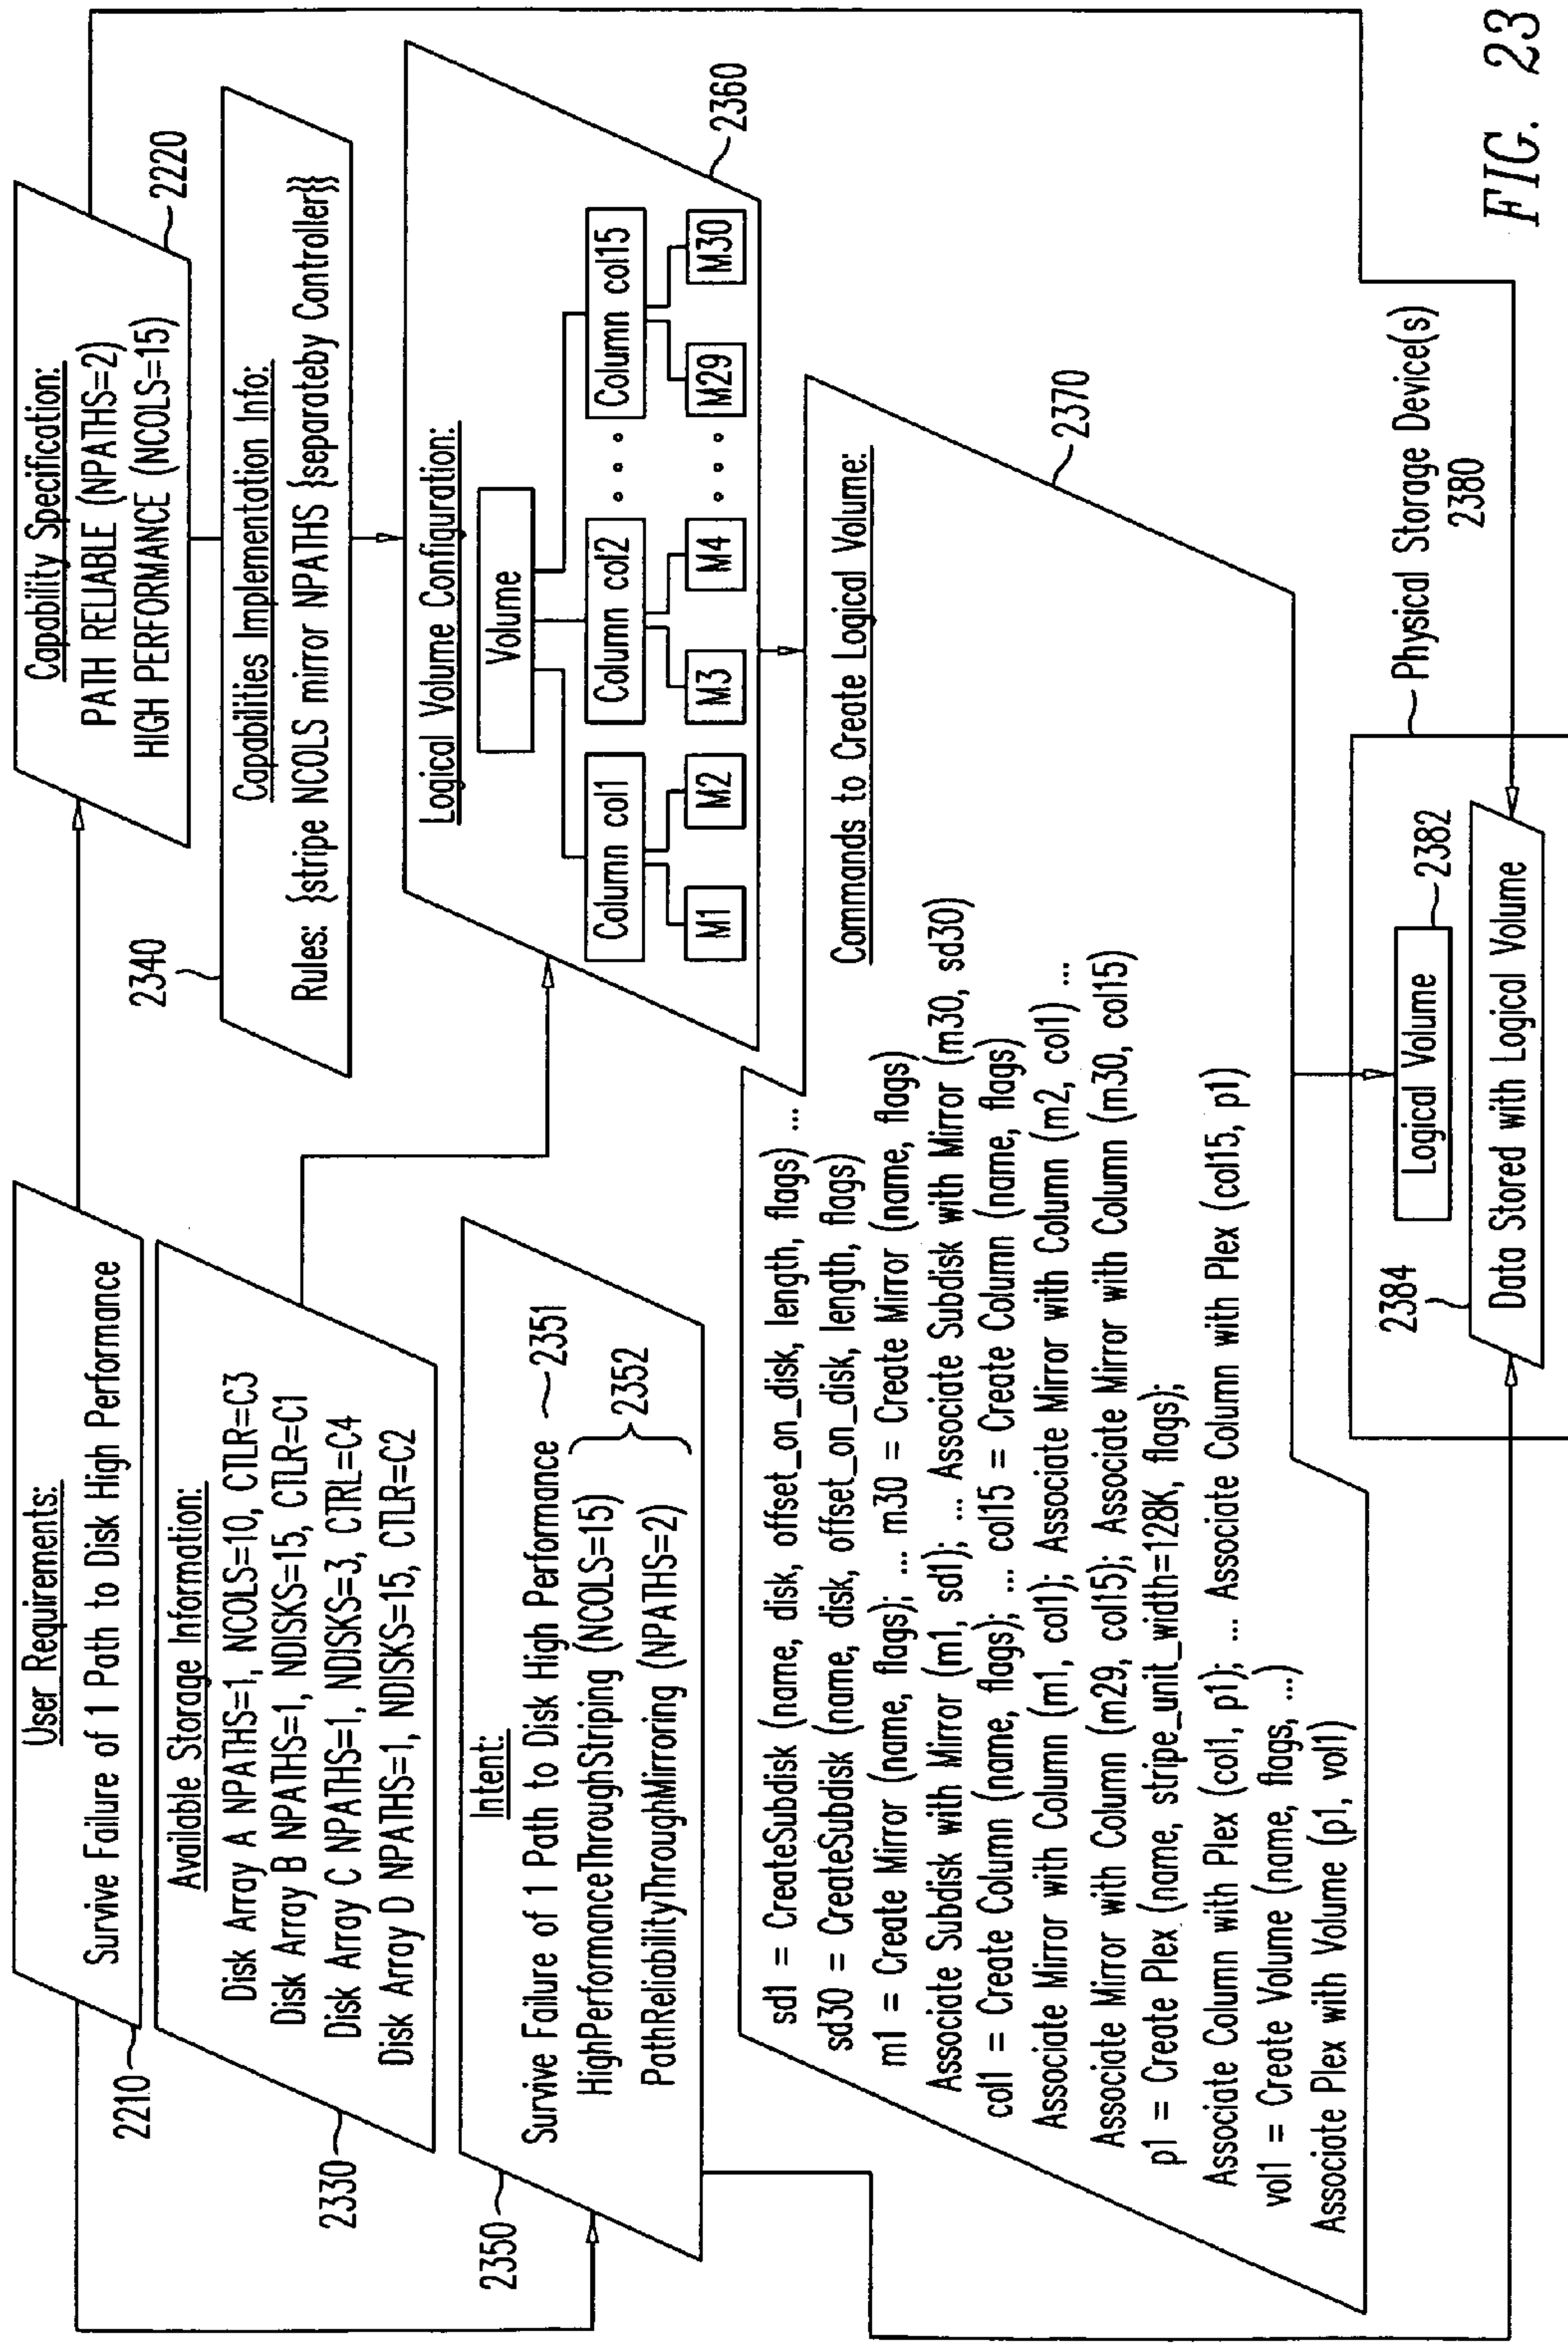 User Requirements:
Survive Failure of 1 Path to Disk High Performance
2210
Capability Specification:
PATH RELIABLE (NPATHS=2)
HIGH PERFORMANCE (NCOLS=15)
2220
Available Storage Information:
Disk Array A NPATHS=1, NCOLS=10, CTLR=C3
Disk Array B NPATHS=1, NDISKS=15, CTLR=C1
Disk Array C NPATHS=1, NDISKS=3, CTRL=C4
Disk Array D NPATHS=1, NDISKS=15, CTLR=C2
2330
2340
Capabilities Implementation Info:
Rules: {stripe NCOLS mirror NPATHS {separateby Controller}}
Intent:
Survive Failure of 1 Path to Disk High Performance
2351
HighPerformanceThroughStriping (NCOLS=15)
PathReliabilityThroughMirroring (NPATHS=2)
2352
2350
Logical Volume Configuration:
Volume
Column col1
Column col2
Column col15
M1
M2
M3
M4
M29
M30
2360
Commands to Create Logical Volume:
sd1 = CreateSubdisk (name, disk, offset_on_disk, length, flags) ...
sd30 = CreateSubdisk (name, disk, offset_on_disk, length, flags)
m1 = Create Mirror (name, flags); ... m30 = Create Mirror (name, flags)
Associate Subdisk with Mirror (m1, sd1); ... Associate Subdisk with Mirror (m30, sd30)
col1 = Create Column (name, flags); ... col15 = Create Column (name, flags)
Associate Mirror with Column (m1, col1); Associate Mirror with Column (m2, col1) ...
Associate Mirror with Column (m29, col15); Associate Mirror with Column (m30, col15)
p1 = Create Plex (name, stripe_unit_width=128K, flags);
Associate Column with Plex (col1, p1); ... Associate Column with Plex (col15, p1)
vol1 = Create Volume (name, flags, ...)
Associate Plex with Volume (p1, vol1)
2370
Physical Storage Device(s)
2380
Logical Volume
2382
2384
Data Stored with Logical Volume
FIG. 23